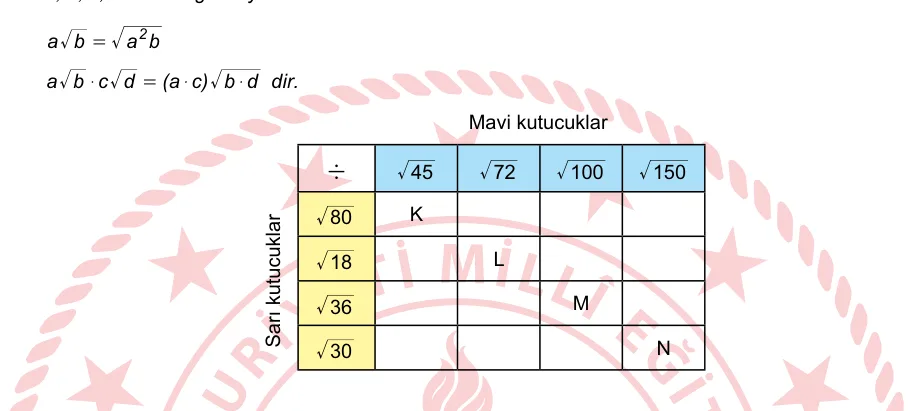 a√b = √a²b
a√b · c√d = (a · c)√b · d dir.
Mavi kutucuklar
÷ √45 √72 √100 √150
Sarı kutucuklar
√80 K
√18 L
√36 M
√30 N